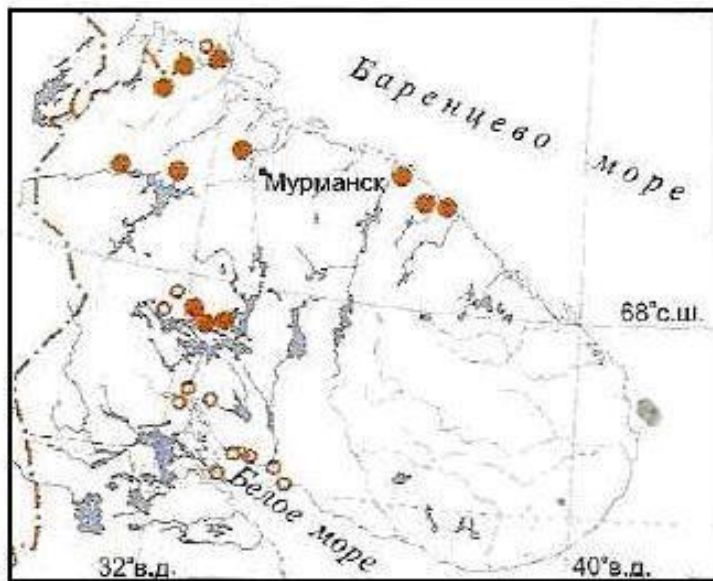 Баренцево море
Мурманск
68°с.ш.
Белое море
32°в.д.
40°в.д.